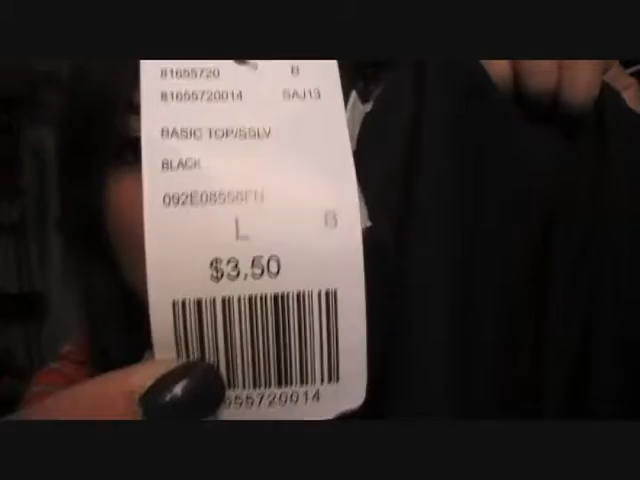 81655720 B
81655720014 SAJ13
BASIC TOP/SSLV
BLACK
L B
$3.50
655720014